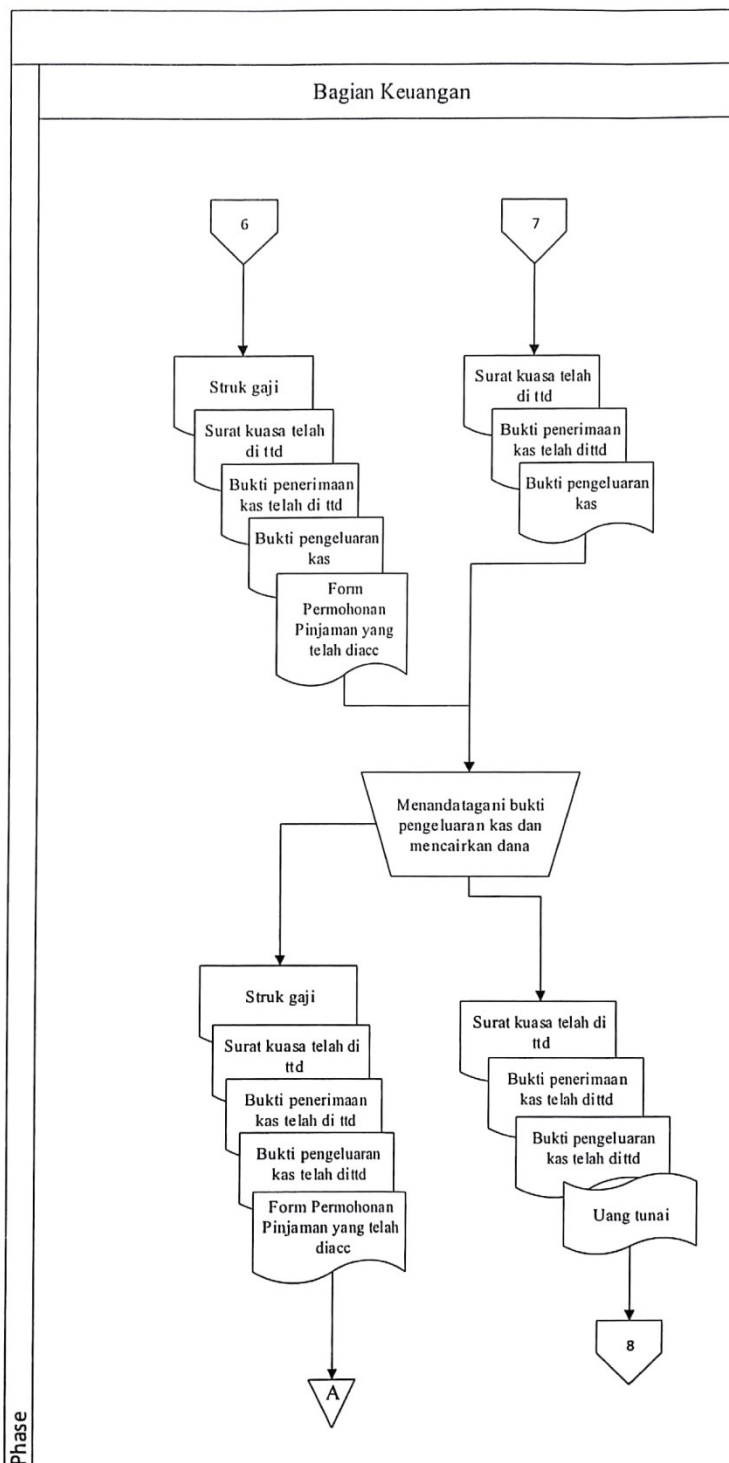 Bagian Keuangan
6
7
Struk gaji
Surat kuasa telah
di ttd
Bukti penerimaan
kas telah di ttd
Bukti pengeluaran
kas
Form
Permohonan
Pinjaman yang
telah diacc
Surat kuasa telah
di ttd
Bukti penerimaan
kas telah dittd
Bukti pengeluaran
kas
Menandatagani bukti
pengeluaran kas dan
mencairkan dana
Struk gaji
Surat kuasa telah di
ttd
Bukti penerimaan
kas telah di ttd
Bukti pengeluaran
kas telah dittd
Form Permohonan
Pinjaman yang telah
diacc
A
Surat kuasa telah di
ttd
Bukti penerimaan
kas telah dittd
Bukti pengeluaran
kas telah dittd
Uang tunai
8
Phase